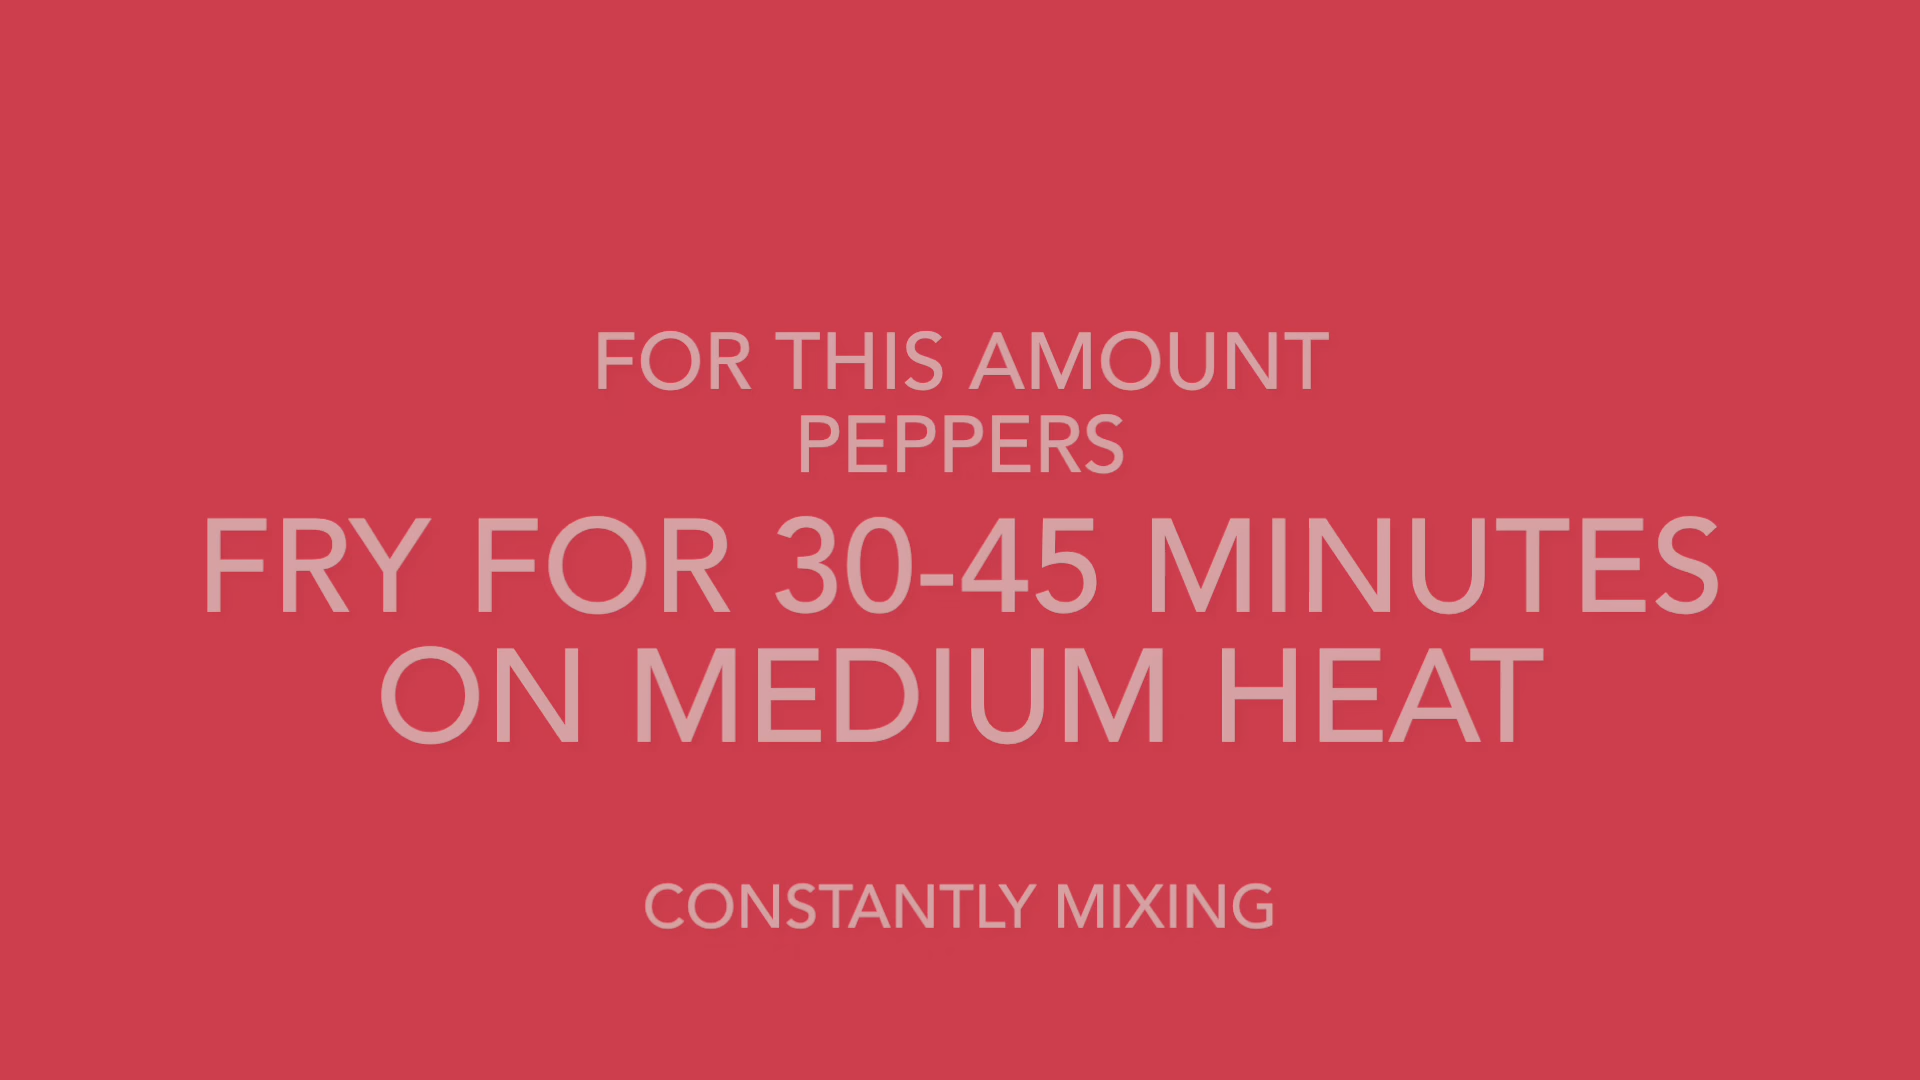 FOR THIS AMOUNT
PEPPERS
FRY FOR 30-45 MINUTES
ON MEDIUM HEAT
CONSTANTLY MIXING